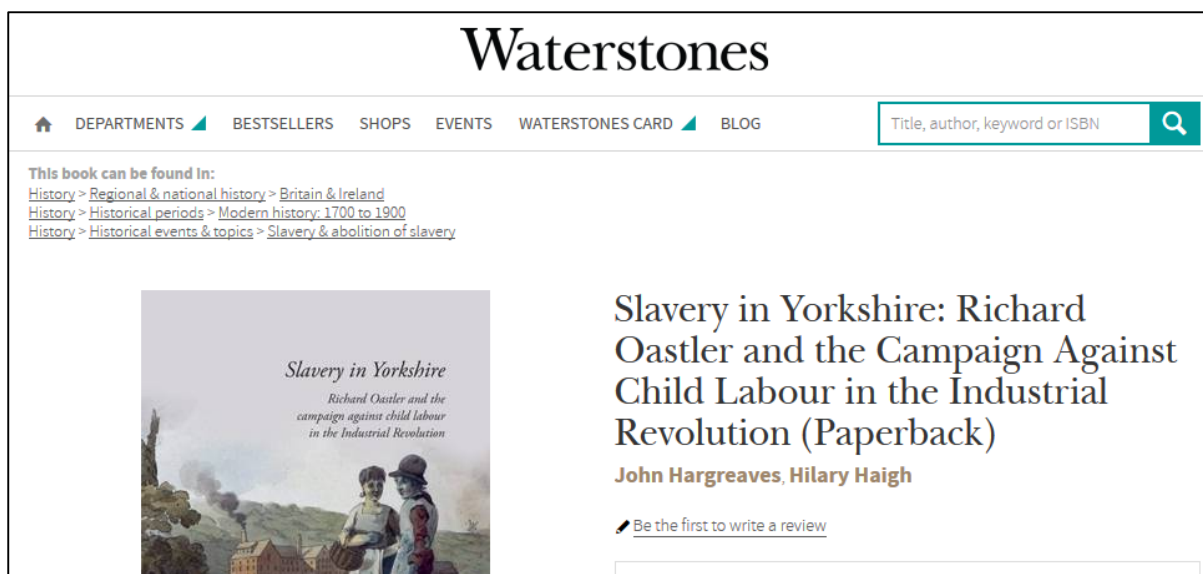 Waterstones
DEPARTMENTS BESTSELLERS SHOPS EVENTS WATERSTONES CARD BLOG Title, author, keyword or ISBN
This book can be found in:
History > Regional & national history > Britain & Ireland
History > Historical periods > Modern history: 1700 to 1900
History > Historical events & topics > Slavery & abolition of slavery
Slavery in Yorkshire
Richard Oastler and the
campaign against child labour
in the Industrial Revolution
Slavery in Yorkshire: Richard
Oastler and the Campaign Against
Child Labour in the Industrial
Revolution (Paperback)
John Hargreaves, Hilary Haigh
Be the first to write a review